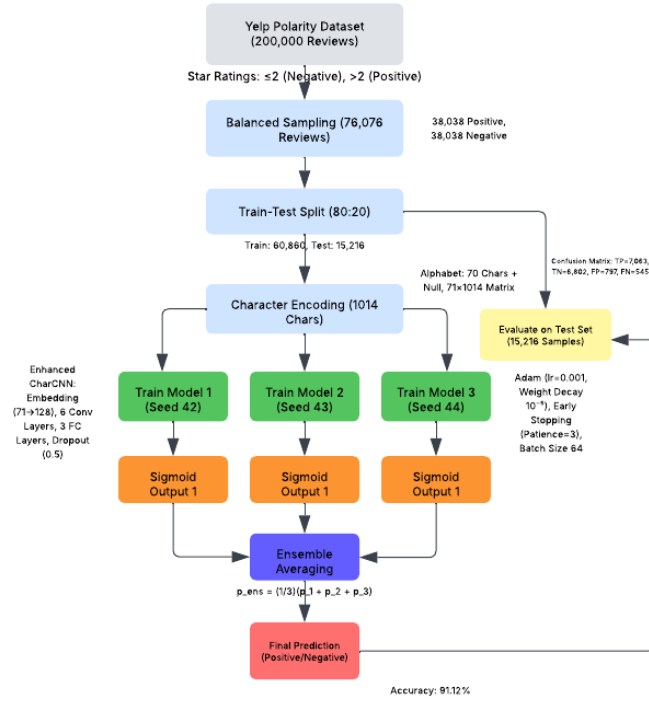 Yelp Polarity Dataset
(200,000 Reviews)
Star Ratings: ≤2 (Negative), >2 (Positive)
Balanced Sampling (76,076
Reviews)
38,038 Positive,
38,038 Negative
Train-Test Split (80:20)
Train: 60,860, Test: 15,216
Confusion Matrix: TP=7,063,
TN=6,802, FP=797, FN=545
Alphabet: 70 Chars +
Null, 71×1014 Matrix
Character Encoding (1014
Chars)
Evaluate on Test Set
(15,216 Samples)
Enhanced
CharCNN:
Embedding
(71→128), 6 Conv
Layers, 3 FC
Layers, Dropout
(0.5)
Train Model 1
(Seed 42)
Train Model 2
(Seed 43)
Train Model 3
(Seed 44)
Adam (lr=0.001,
Weight Decay
10⁻⁵), Early
Stopping
(Patience=3),
Batch Size 64
Sigmoid
Output 1
Sigmoid
Output 1
Sigmoid
Output 1
Ensemble
Averaging
p_ens = (1/3)(p_1 + p_2 + p_3)
Final Prediction
(Positive/Negative)
Accuracy: 91.12%